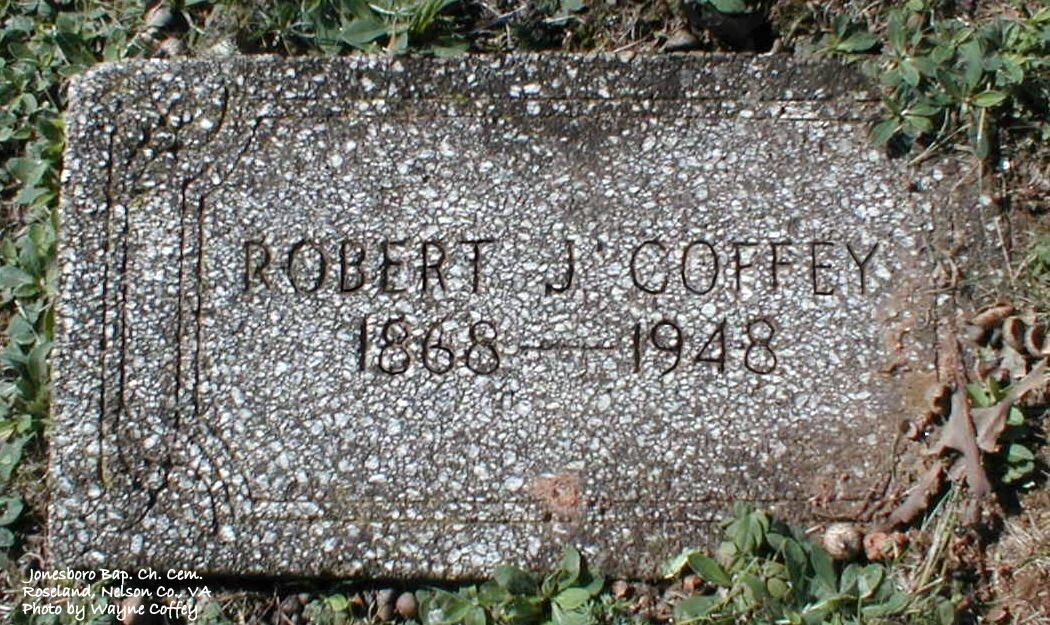 ROBERT J. COFFEY
1868 — 1948
Jonesboro Bap. Ch. Cem.
Roseland, Nelson Co., VA
Photo by Wayne Coffey